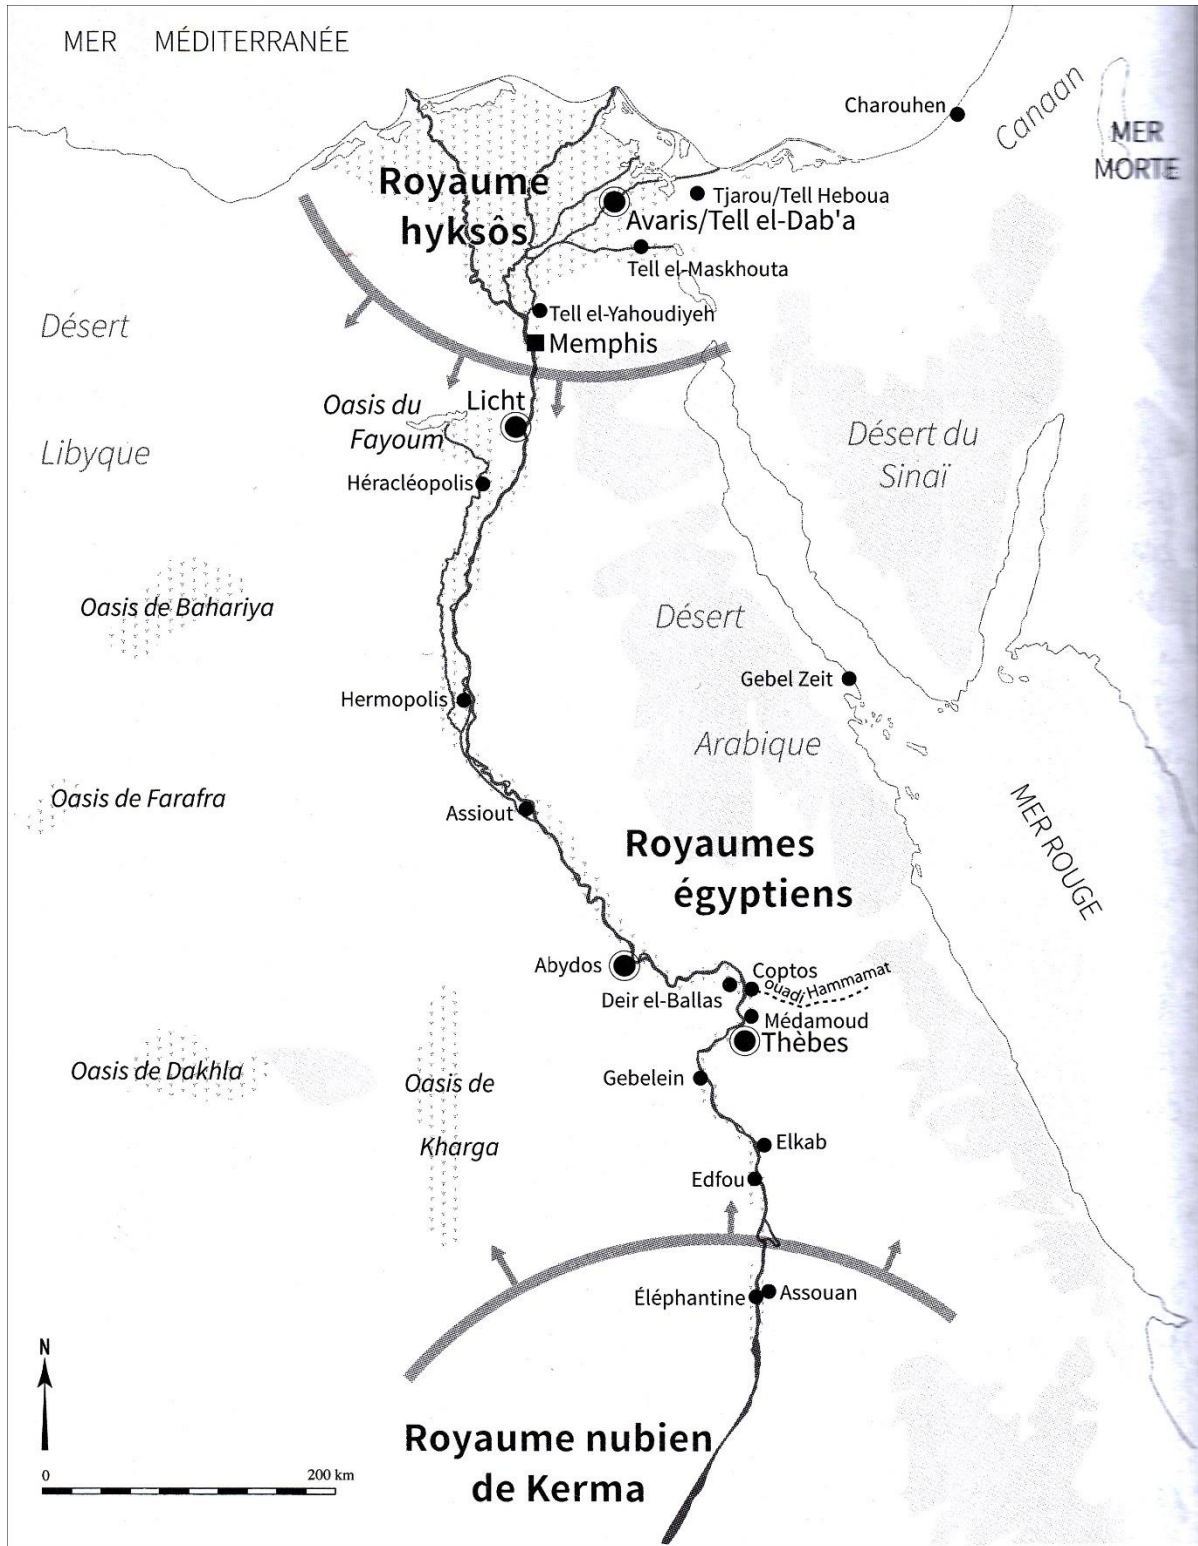 MER MÉDITERRANÉE
Charouhen
Canaan
MER
MORTE
Royaume
hyksôs
Tjarou/Tell Heboua
Avaris/Tell el-Dab'a
Tell el-Maskhouta
Tell el-Yahoudiyeh
Memphis
Désert
Libyque
Oasis du
Fayoum
Licht
Héracléopolis
Désert du
Sinaï
Oasis de Bahariya
Désert
Arabique
Gebel Zeit
Hermopolis
Oasis de Farafra
Assiout
MER ROUGE
Royaumes
égyptiens
Abydos
Coptos
ouadi Hammamat
Deir el-Ballas
Médamoud
Thèbes
Oasis de Dakhla
Oasis de
Kharga
Gebelein
Elkab
Edfou
Éléphantine
Assouan
N
0 200 km
Royaume nubien
de Kerma